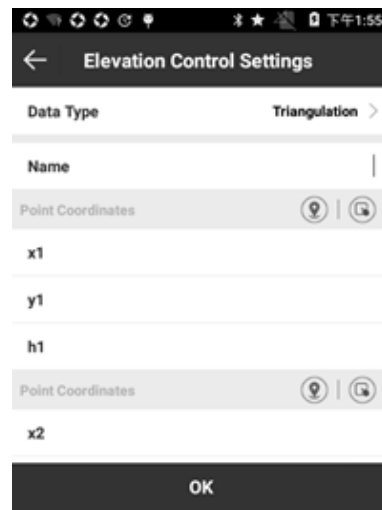 下午1:55
Elevation Control Settings
Data Type Triangulation
Name
Point Coordinates
x1
y1
h1
Point Coordinates
x2
OK